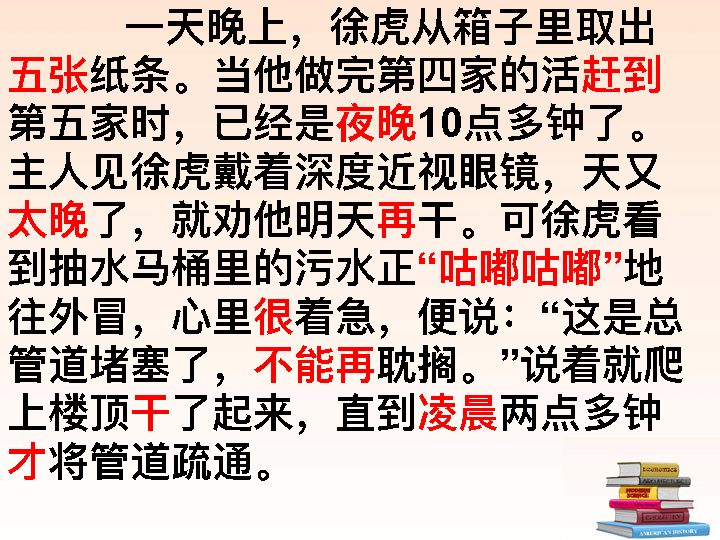 一天晚上，徐虎从箱子里取出
五张纸条。当他做完第四家的活赶到
第五家时，已经是夜晚10点多钟了。
主人见徐虎戴着深度近视眼镜，天又
太晚了，就劝他明天再干。可徐虎看
到抽水马桶里的污水正“咕嘟咕嘟”地
往外冒，心里很着急，便说：“这是总
管道堵塞了，不能再耽搁。”说着就爬
上楼顶干了起来，直到凌晨两点多钟
才将管道疏通。
ECONOMICS
ARCHITECTURE
MODERN
SCIENCE
AMERICAN HISTORY